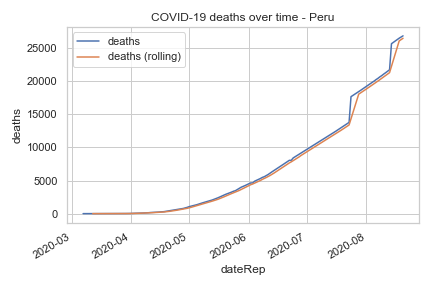 COVID-19 deaths over time - Peru
deaths
deaths (rolling)
25000
20000
15000
10000
5000
0
deaths
2020-03
2020-04
2020-05
2020-06
2020-07
2020-08
dateRep